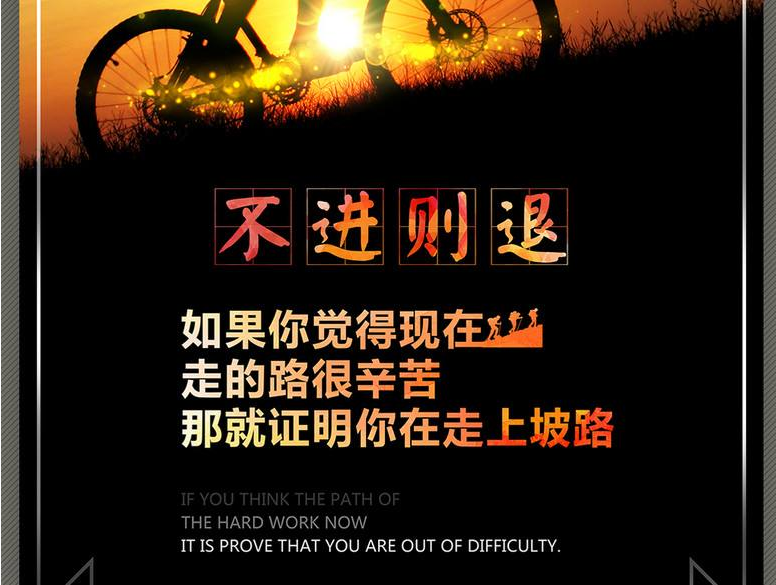 不进则退
如果你觉得现在
走的路很辛苦
那就证明你在走上坡路
IF YOU THINK THE PATH OF
THE HARD WORK NOW
IT IS PROVE THAT YOU ARE OUT OF DIFFICULTY.